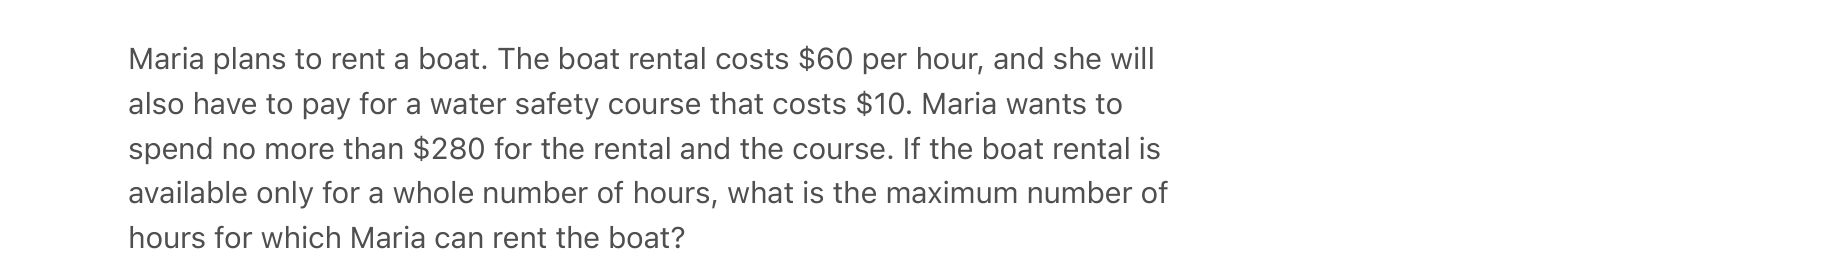 Maria plans to rent a boat. The boat rental costs $60 per hour, and she will
also have to pay for a water safety course that costs $10. Maria wants to
spend no more than $280 for the rental and the course. If the boat rental is
available only for a whole number of hours, what is the maximum number of
hours for which Maria can rent the boat?